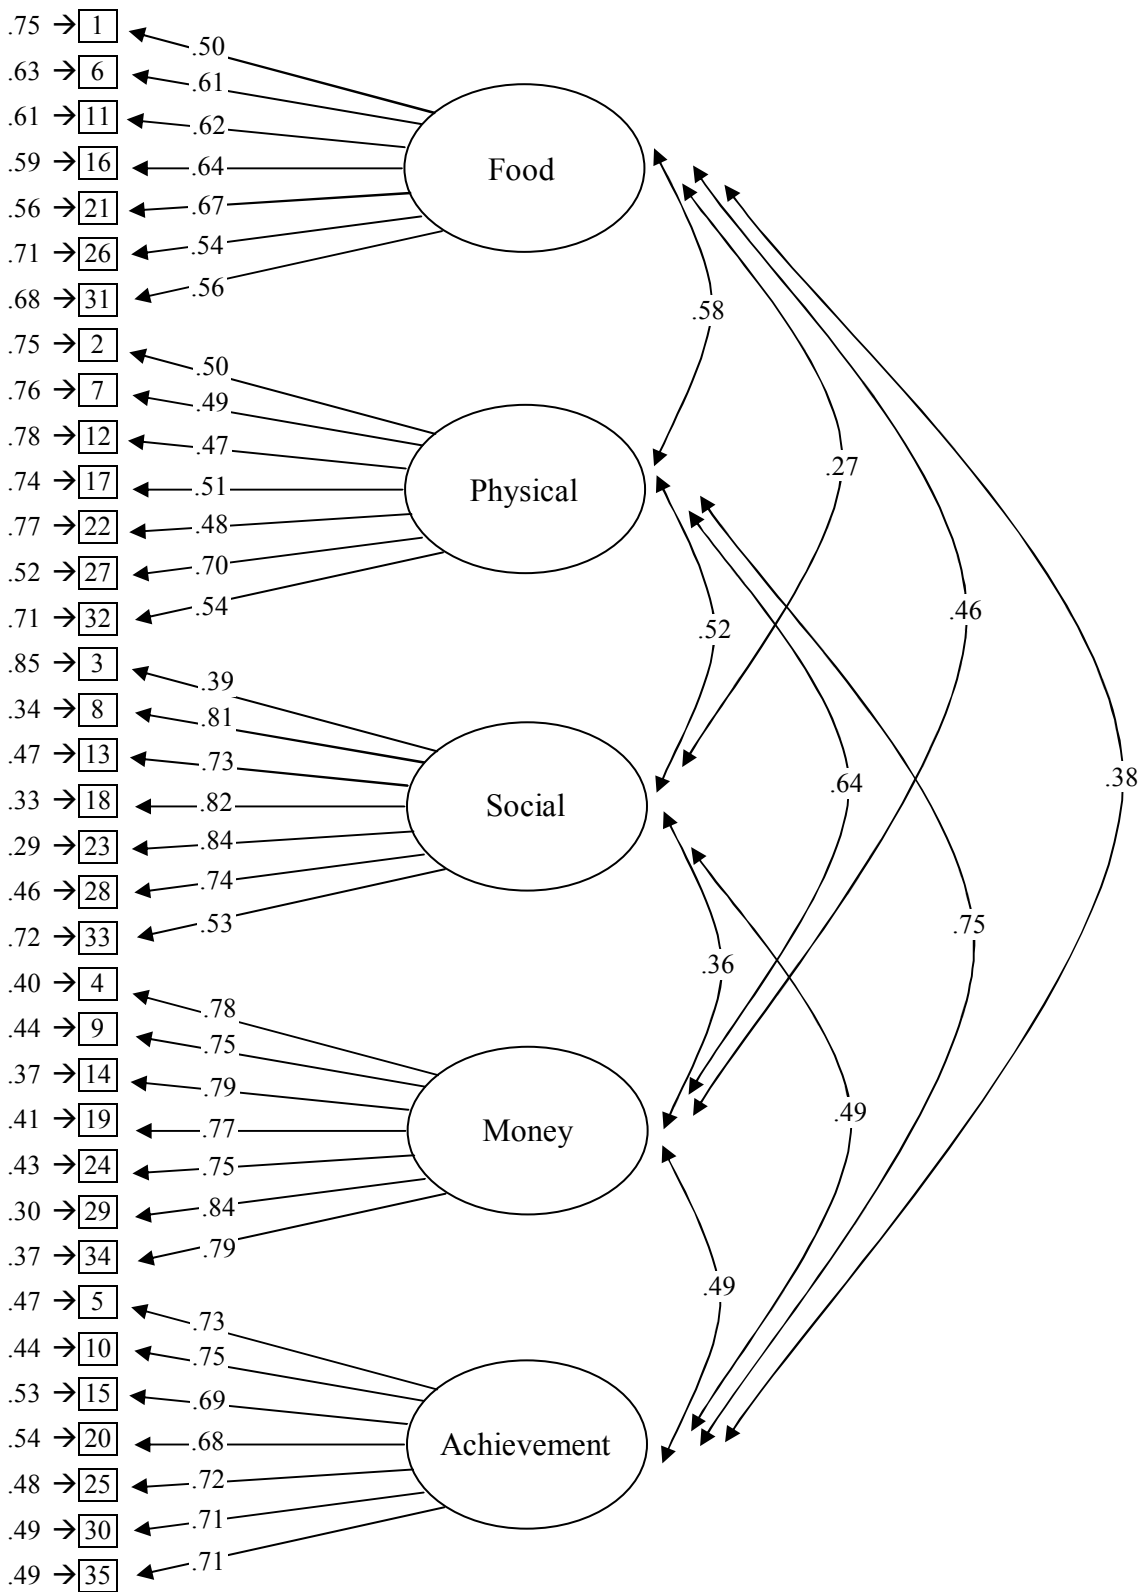 .75 → 1
.50
.63 → 6
.61
.61 → 11
.62
.59 → 16
.64
Food
.56 → 21
.67
.71 → 26
.54
.68 → 31
.56
.58
.75 → 2
.50
.76 → 7
.49
.78 → 12
.47
.27
.74 → 17
.51
Physical
.77 → 22
.48
.52 → 27
.70
.71 → 32
.54
.46
.52
.85 → 3
.39
.34 → 8
.81
.47 → 13
.73
.38
.64
.33 → 18
.82
Social
.29 → 23
.84
.46 → 28
.74
.72 → 33
.53
.75
.36
.40 → 4
.78
.44 → 9
.75
.37 → 14
.79
.49
.41 → 19
.77
Money
.43 → 24
.75
.30 → 29
.84
.37 → 34
.79
.49
.47 → 5
.73
.44 → 10
.75
.53 → 15
.69
.54 → 20
.68
Achievement
.48 → 25
.72
.49 → 30
.71
.49 → 35
.71